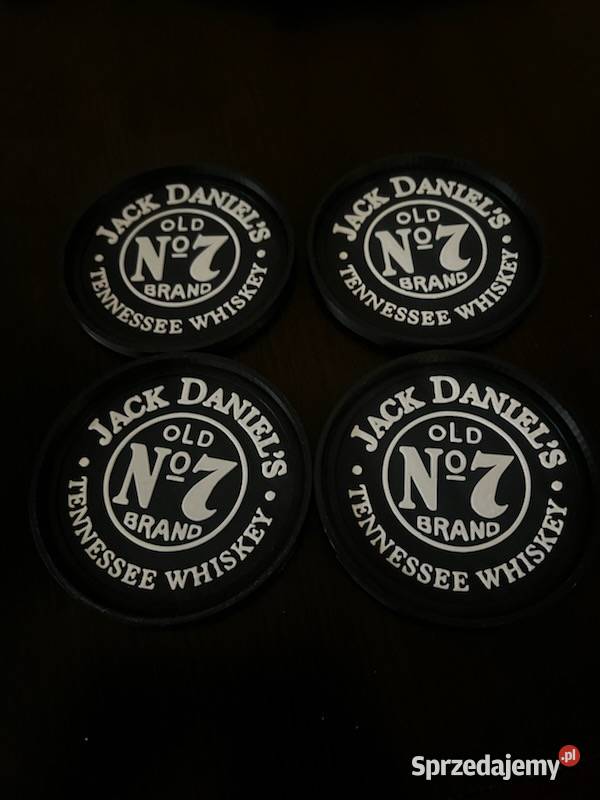 JACK DANIEL'S
OLD
Nº7
BRAND
• TENNESSEE WHISKEY •
JACK DANIEL'S
OLD
Nº7
BRAND
• TENNESSEE WHISKEY •
JACK DANIEL'S
OLD
Nº7
BRAND
• TENNESSEE WHISKEY •
JACK DANIEL'S
OLD
Nº7
BRAND
• TENNESSEE WHISKEY •
Sprzedajemy.pl